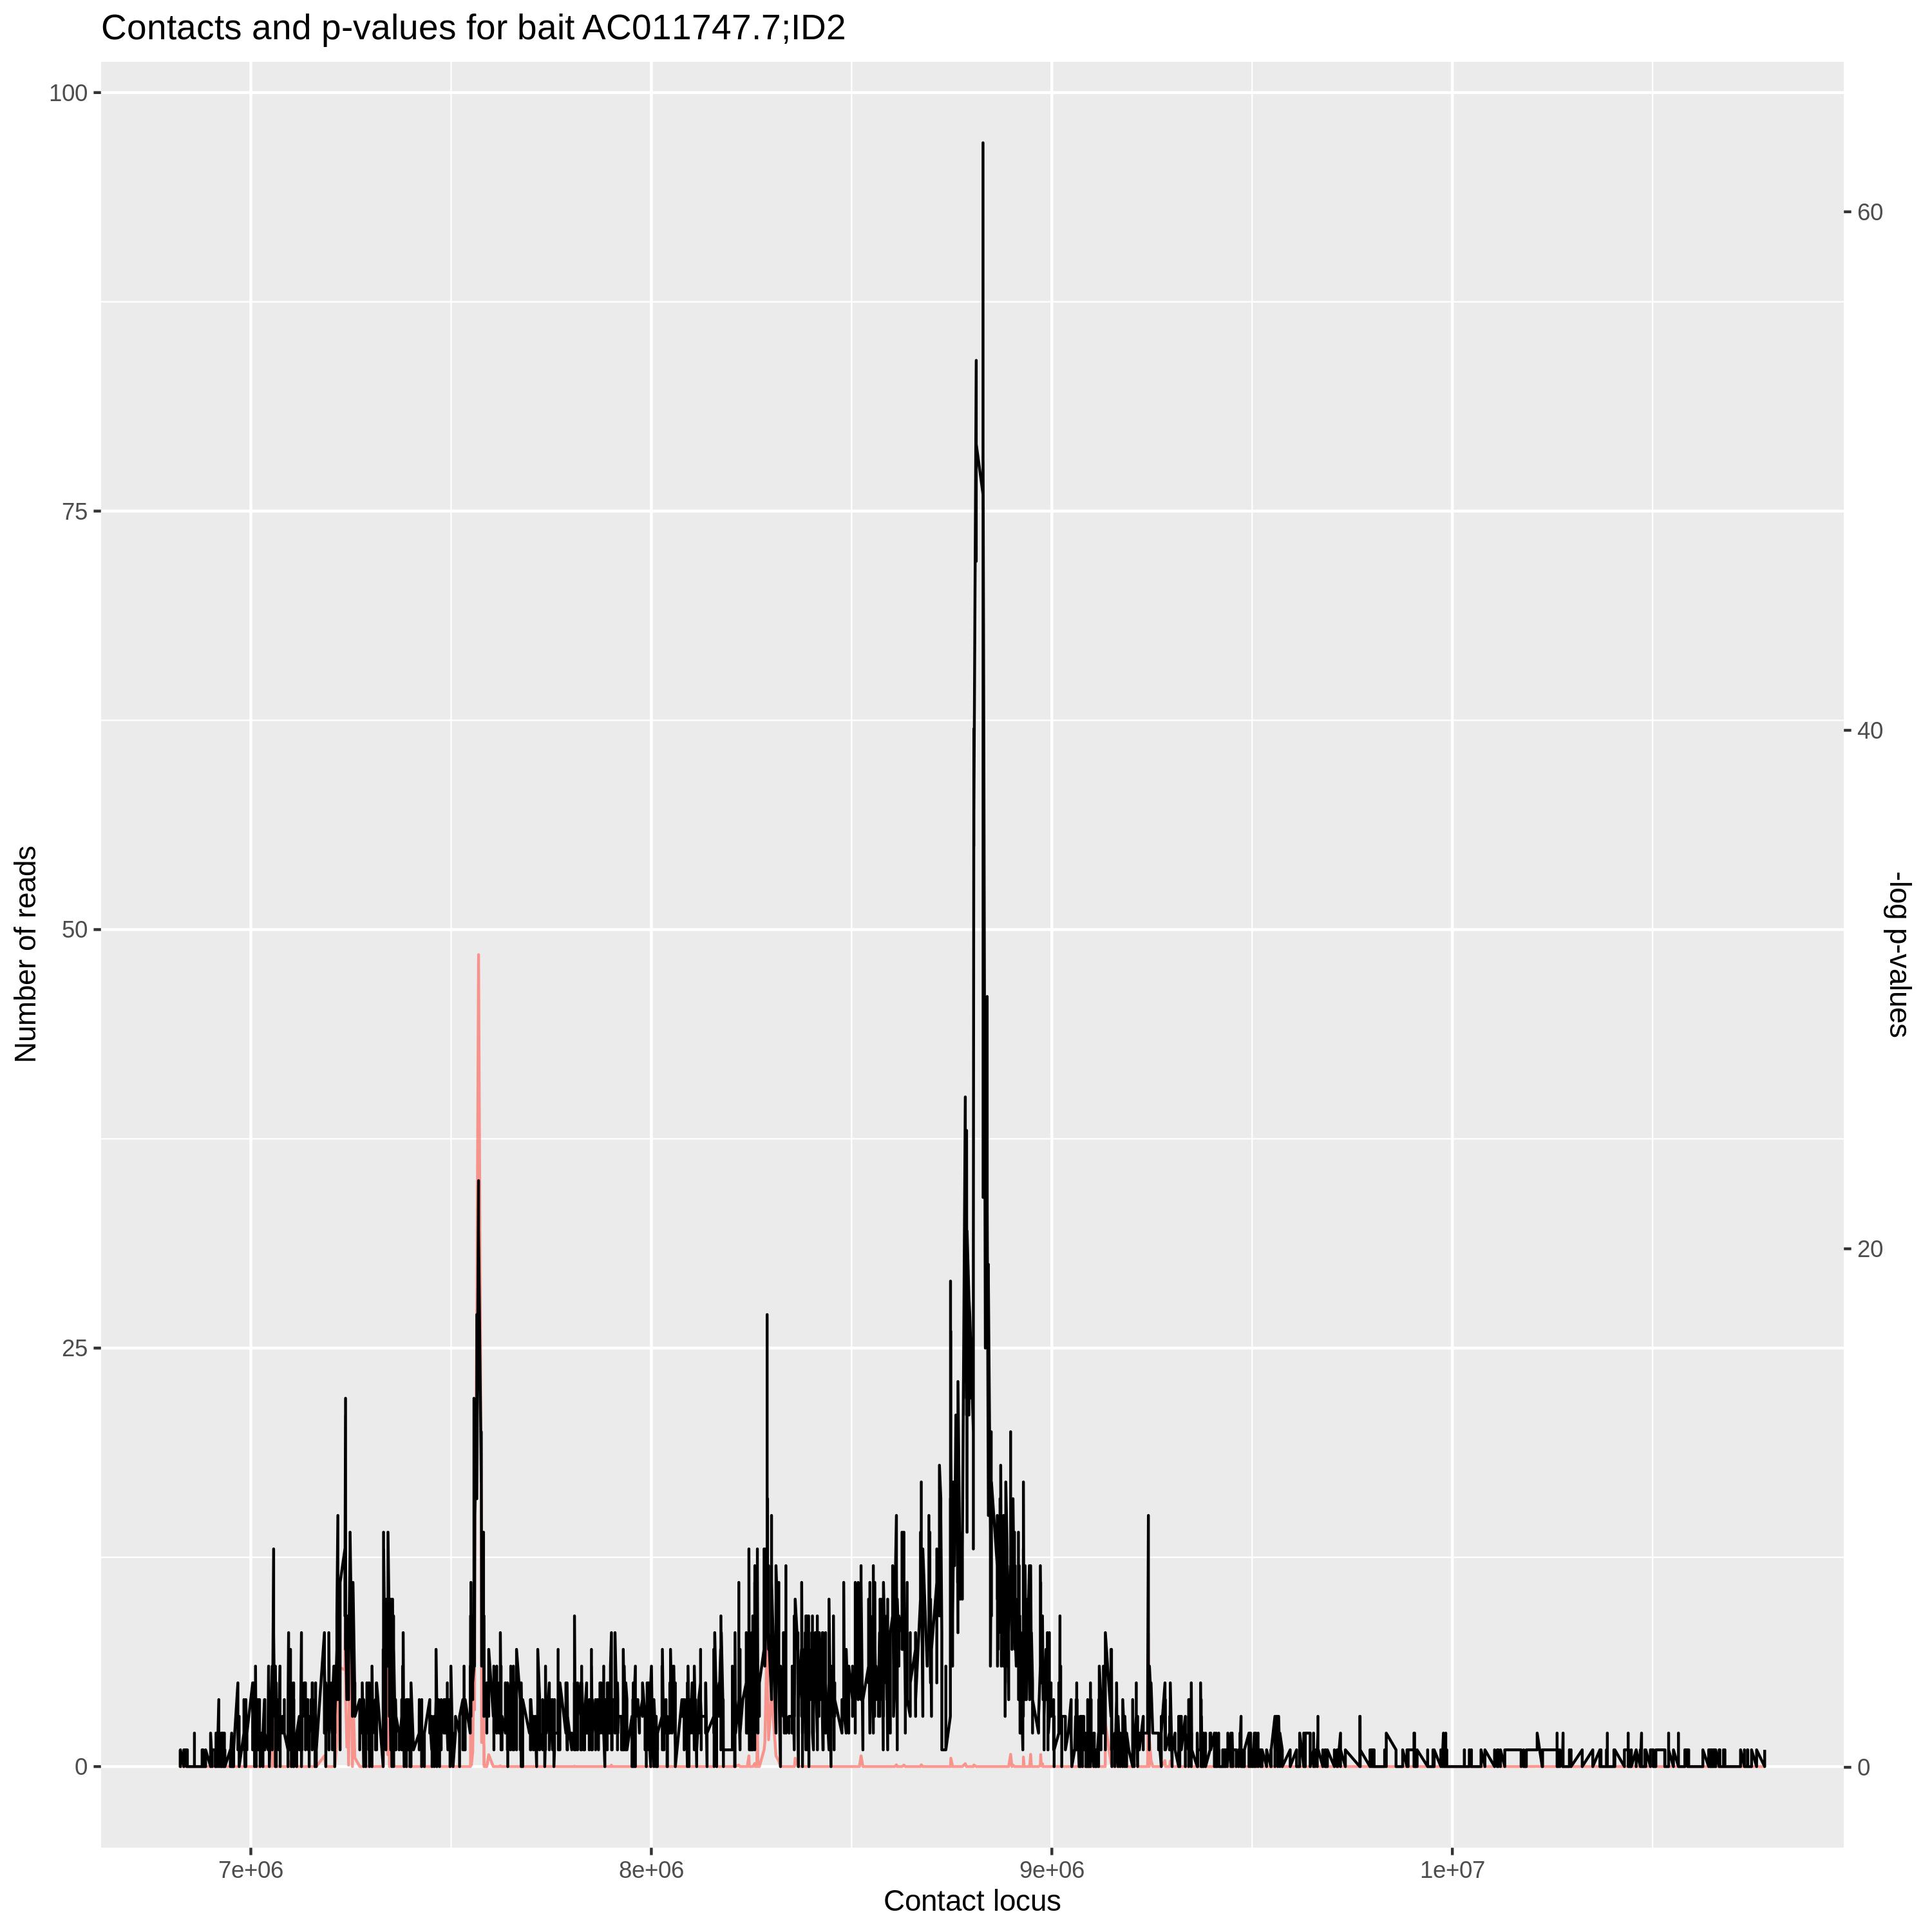 Contacts and p-values for bait AC011747.7;ID2
100
75
50
25
0
Number of reads
60
40
20
0
-log p-values
7e+06
8e+06
9e+06
1e+07
Contact locus